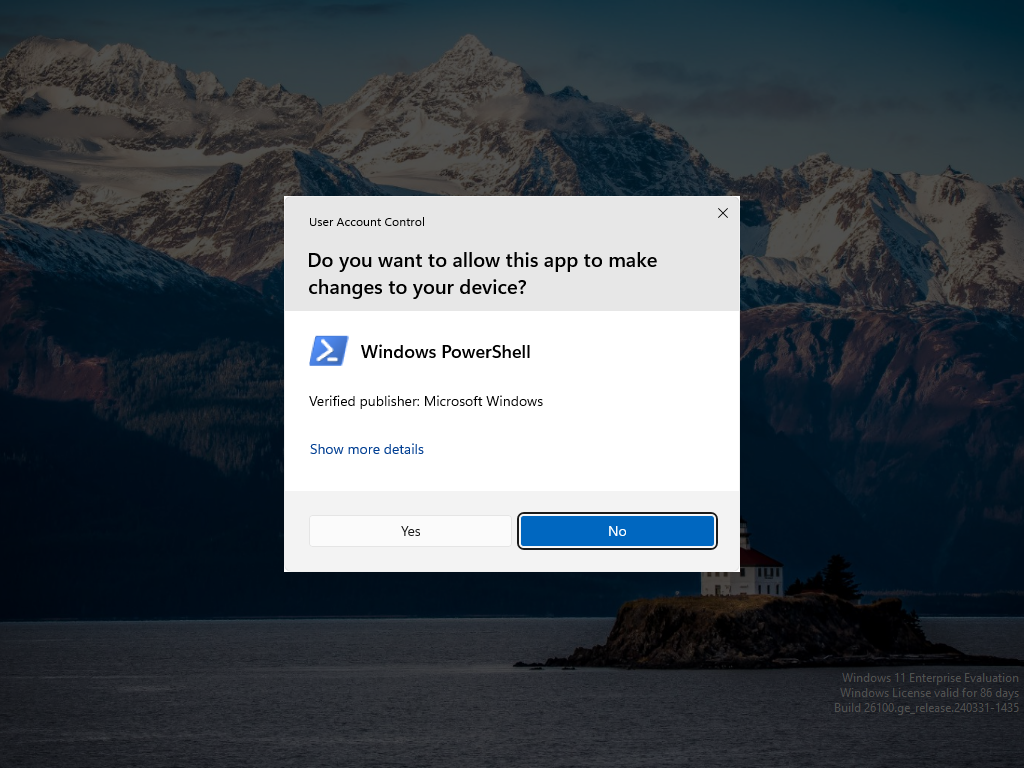 User Account Control
Do you want to allow this app to make
changes to your device?
Windows PowerShell
Verified publisher: Microsoft Windows
Show more details
Yes
No
Windows 11 Enterprise Evaluation
Windows License valid for 86 days
Build 26100.ge_release.240331-1435